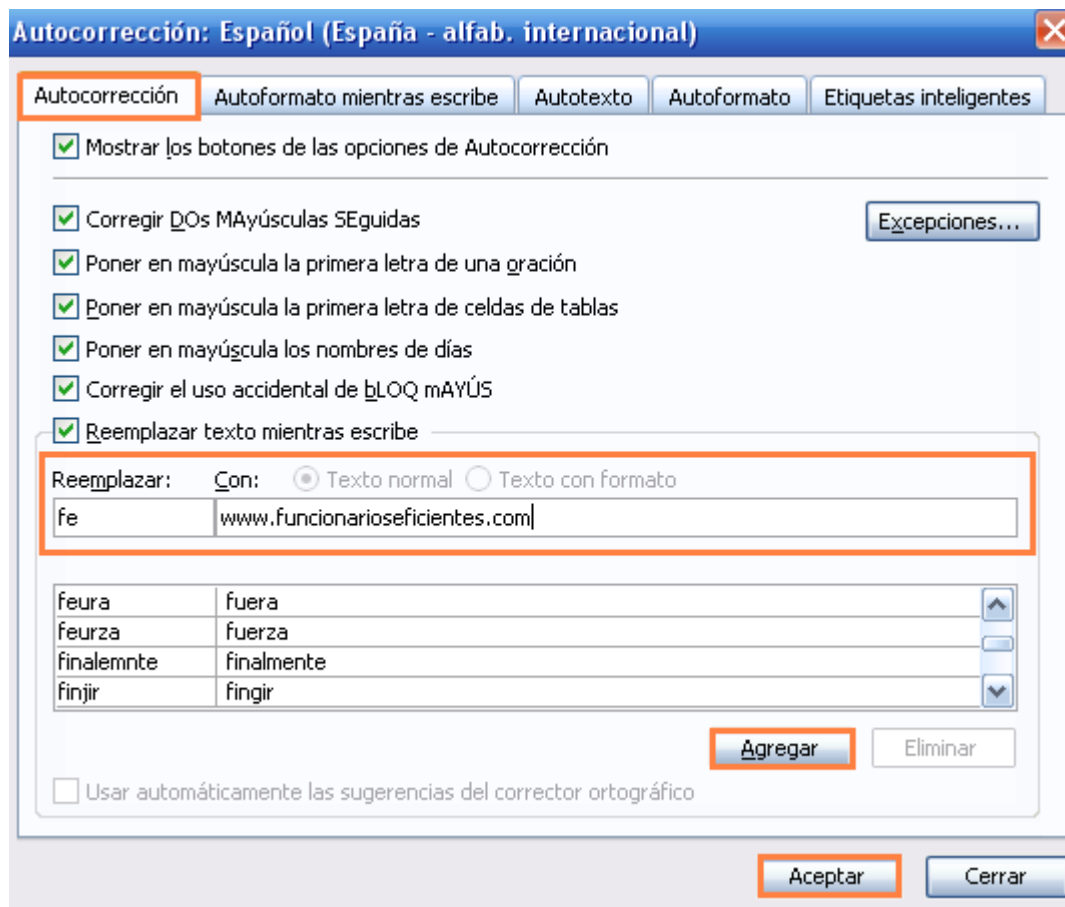 Autocorrección: Español (España - alfab. internacional)
Autocorrección Autoformato mientras escribe Autotexto Autoformato Etiquetas inteligentes
Mostrar los botones de las opciones de Autocorrección
Corregir DOs MAyúsculas SEguidas Excepciones...
Poner en mayúscula la primera letra de una oración
Poner en mayúscula la primera letra de celdas de tablas
Poner en mayúscula los nombres de días
Corregir el uso accidental de bLOQ mAYÚS
Reemplazar texto mientras escribe
Reemplazar: Con: Texto normal Texto con formato
fe www.funcionarioseficientes.com
feura fuera
feurza fuerza
finalemnte finalmente
finjir fingir
Agregar Eliminar
Usar automáticamente las sugerencias del corrector ortográfico
Aceptar Cerrar